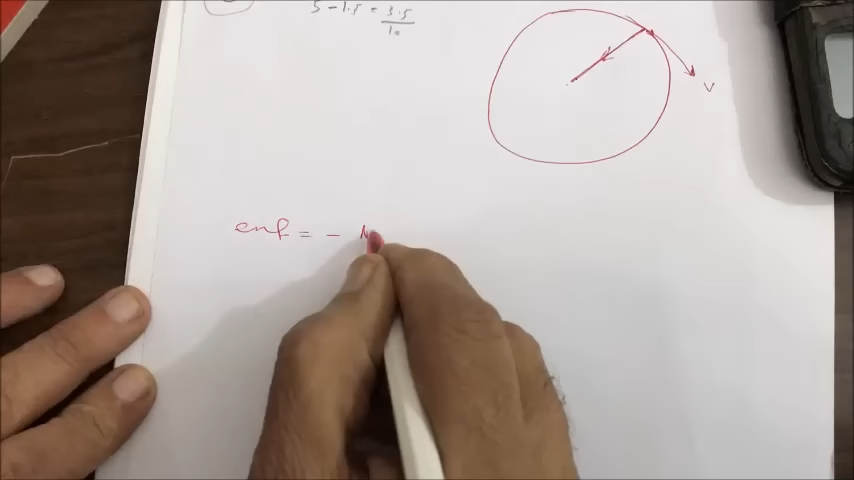 5 - 1.5 = 3.5
10
v
emf = - N